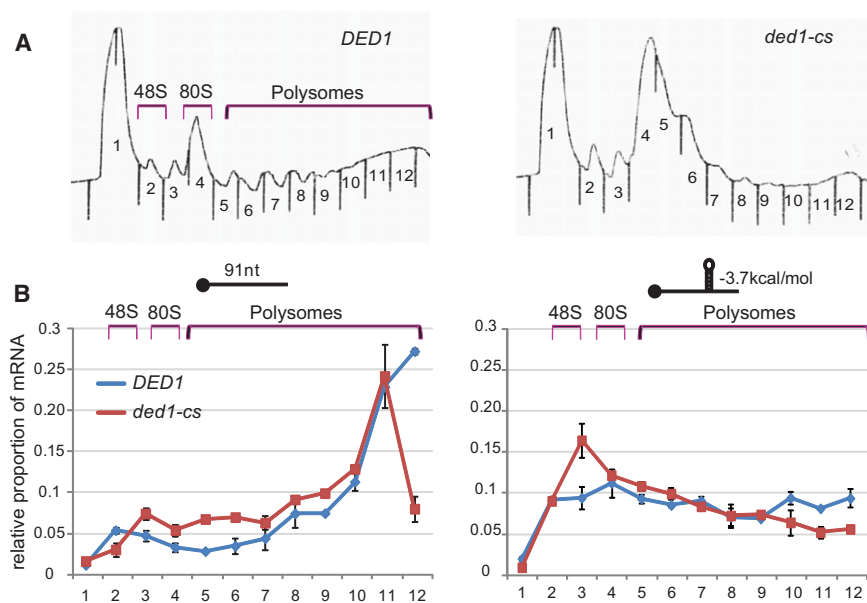 A
DED1
48S 80S Polysomes
1 2 3 4 5 6 7 8 9 10 11 12
ded1-cs
1 2 3 4 5 6 7 8 9 10 11 12
B
91nt
48S 80S Polysomes
relative proportion of mRNA
0.3
0.25
0.20
0.15
0.10
0.05
0
DED1
ded1-cs
1 2 3 4 5 6 7 8 9 10 11 12
-3.7kcal/mol
48S 80S Polysomes
0.3
0.25
0.20
0.15
0.10
0.05
0
1 2 3 4 5 6 7 8 9 10 11 12